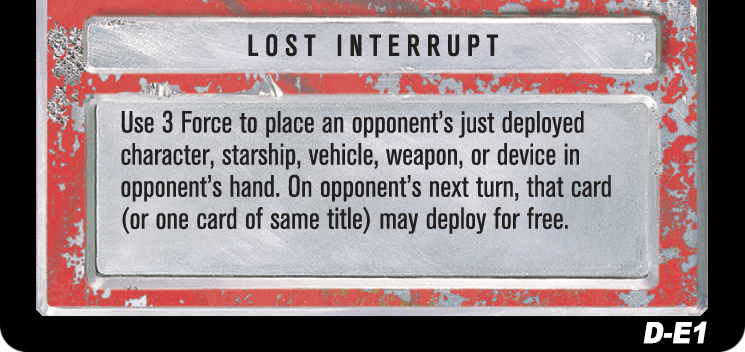 LOST INTERRUPT
Use 3 Force to place an opponent's just deployed
character, starship, vehicle, weapon, or device in
opponent's hand. On opponent's next turn, that card
(or one card of same title) may deploy for free.
D-E1